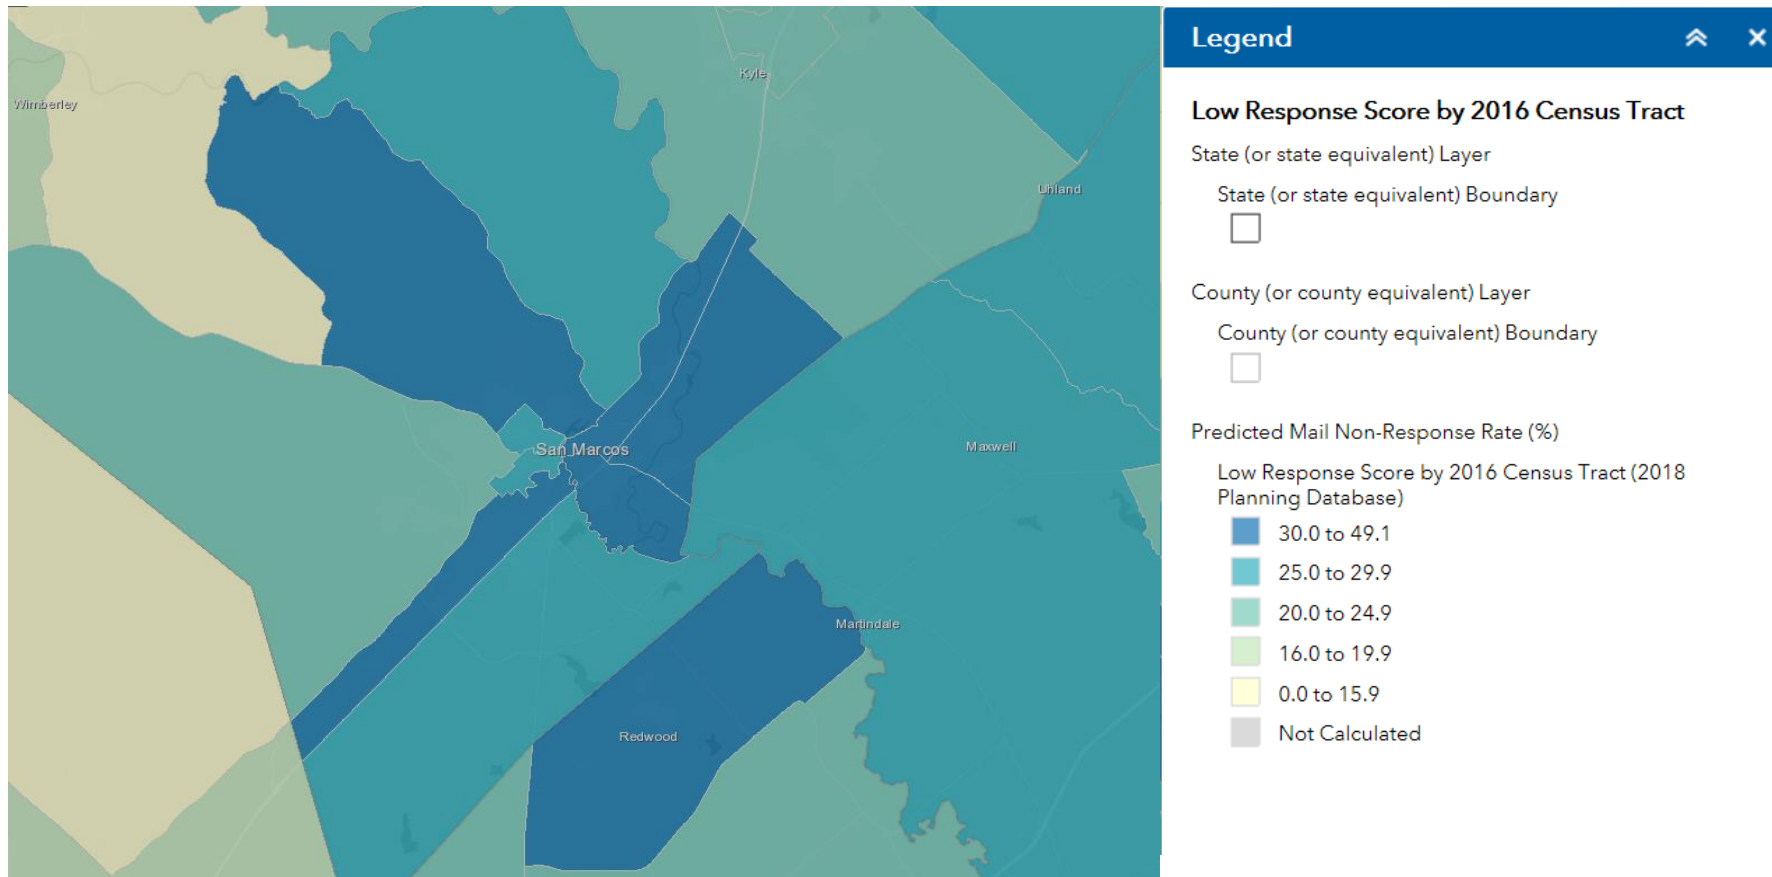 Wimberley
Kyle
Uhland
San Marcos
Maxwell
Martindale
Redwood
Legend
Low Response Score by 2016 Census Tract
State (or state equivalent) Layer
State (or state equivalent) Boundary
County (or county equivalent) Layer
County (or county equivalent) Boundary
Predicted Mail Non-Response Rate (%)
Low Response Score by 2016 Census Tract (2018
Planning Database)
30.0 to 49.1
25.0 to 29.9
20.0 to 24.9
16.0 to 19.9
0.0 to 15.9
Not Calculated